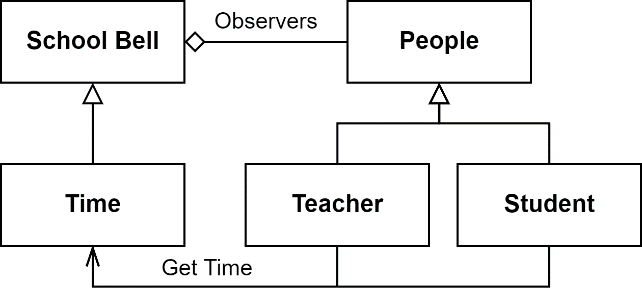 Observers
School Bell
People
Time
Teacher
Student
Get Time